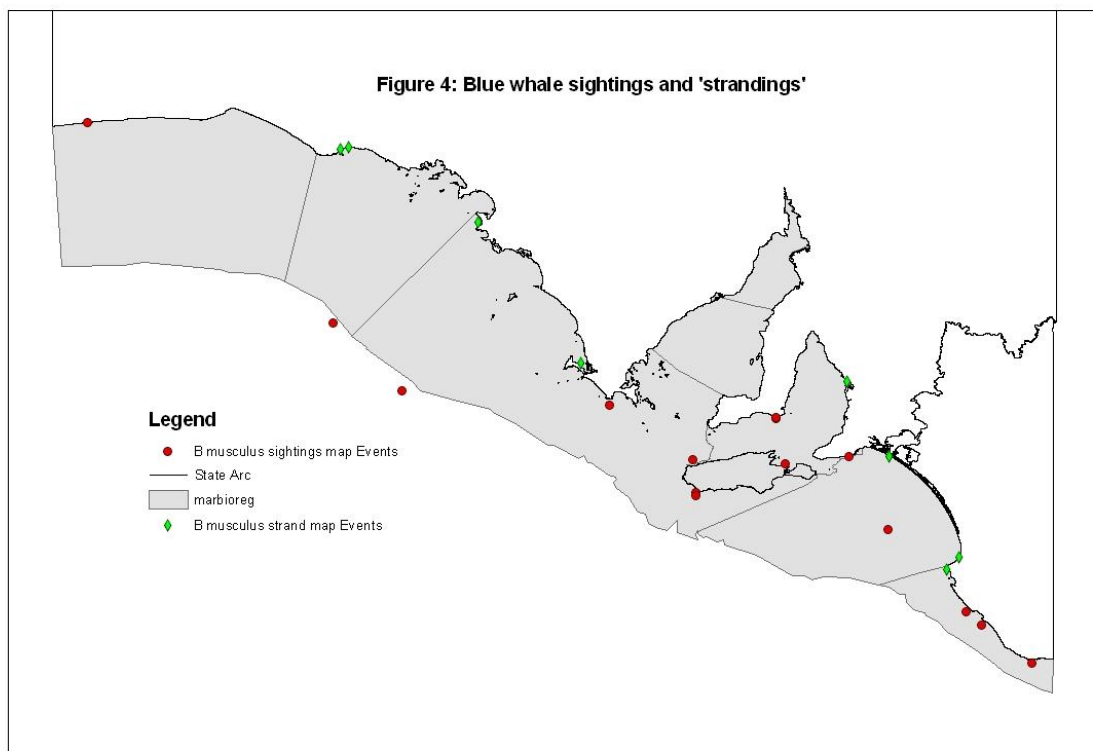 Figure 4: Blue whale sightings and 'strandings'
Legend
B musculus sightings map Events
State Arc
marbioreg
B musculus strand map Events